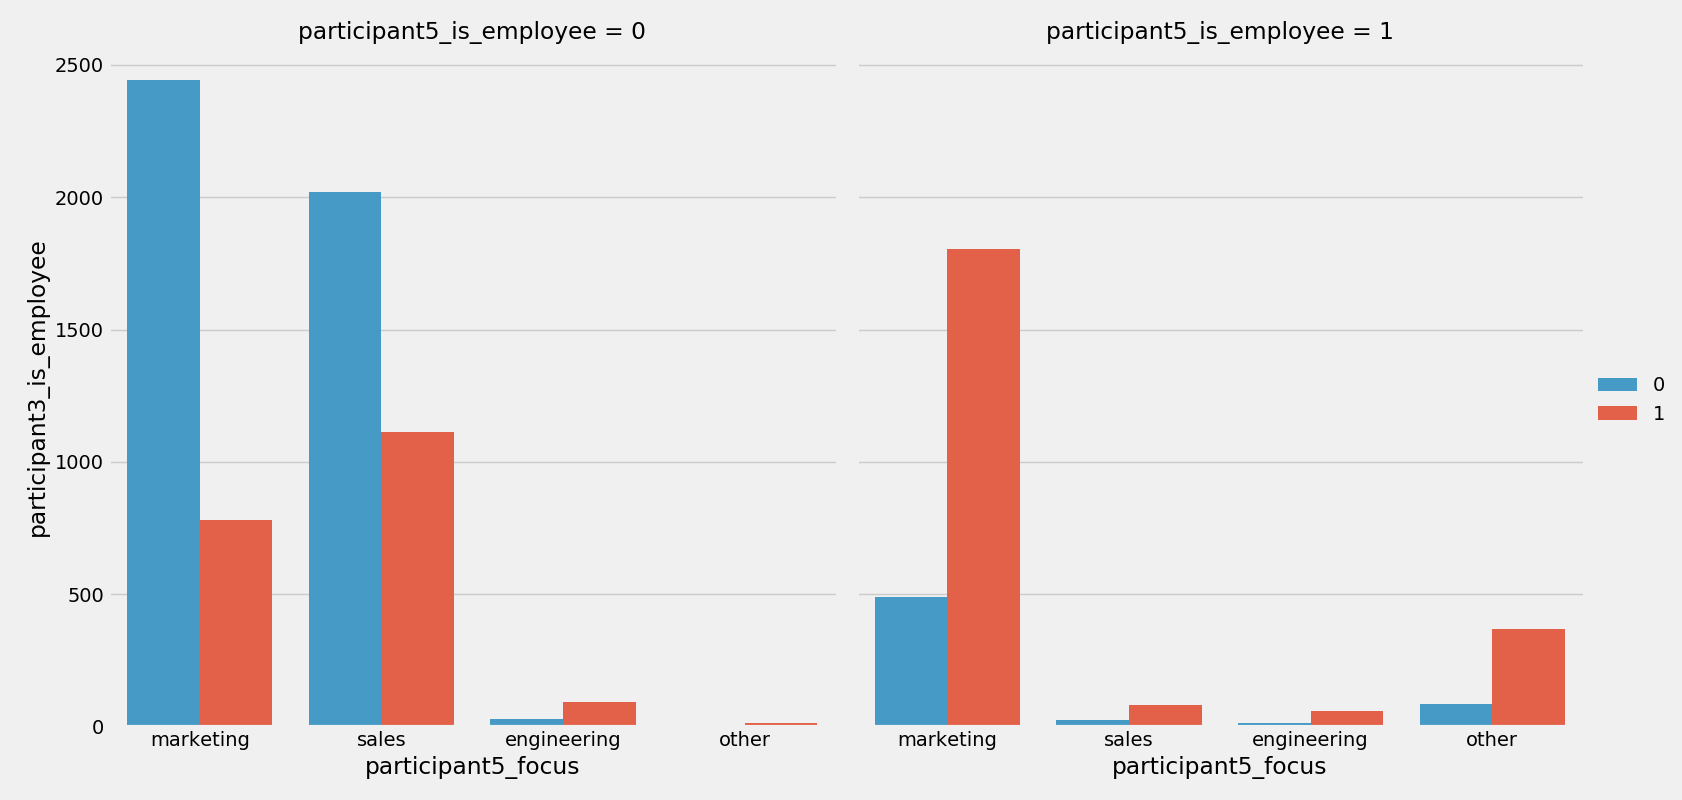 participant5_is_employee = 0
participant5_is_employee = 1
participant3_is_employee
2500
2000
1500
1000
500
0
marketing sales engineering other
marketing sales engineering other
participant5_focus
participant5_focus
0
1